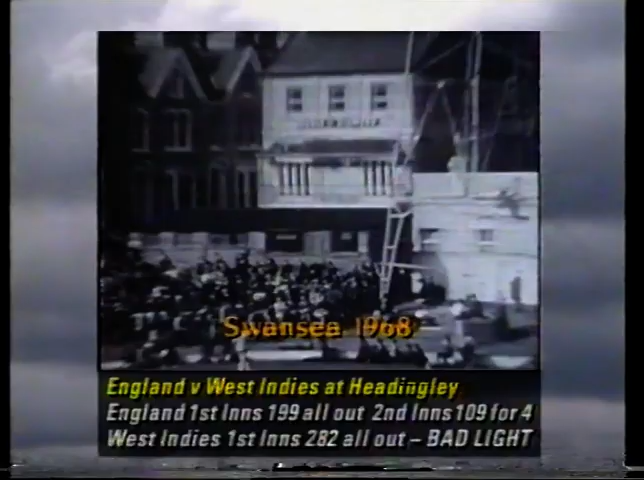 Swansea 1968
England v West Indies at Headingley
England 1st Inns 199 all out 2nd Inns 109 for 4
West Indies 1st Inns 282 all out - BAD LIGHT